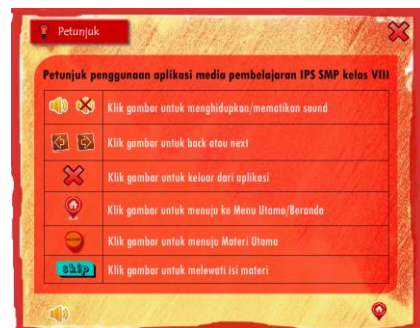 Petunjuk
Petunjuk penggunaan aplikasi media pembelajaran IPS SMP kelas VIII
Klik gambar untuk menghidupkan/mematikan sound
Klik gambar untuk back atau next
Klik gambar untuk keluar dari aplikasi
Klik gambar untuk menuju ke Menu Utama/Beranda
Klik gambar untuk menuju Materi Utama
skip
Klik gambar untuk melewati isi materi